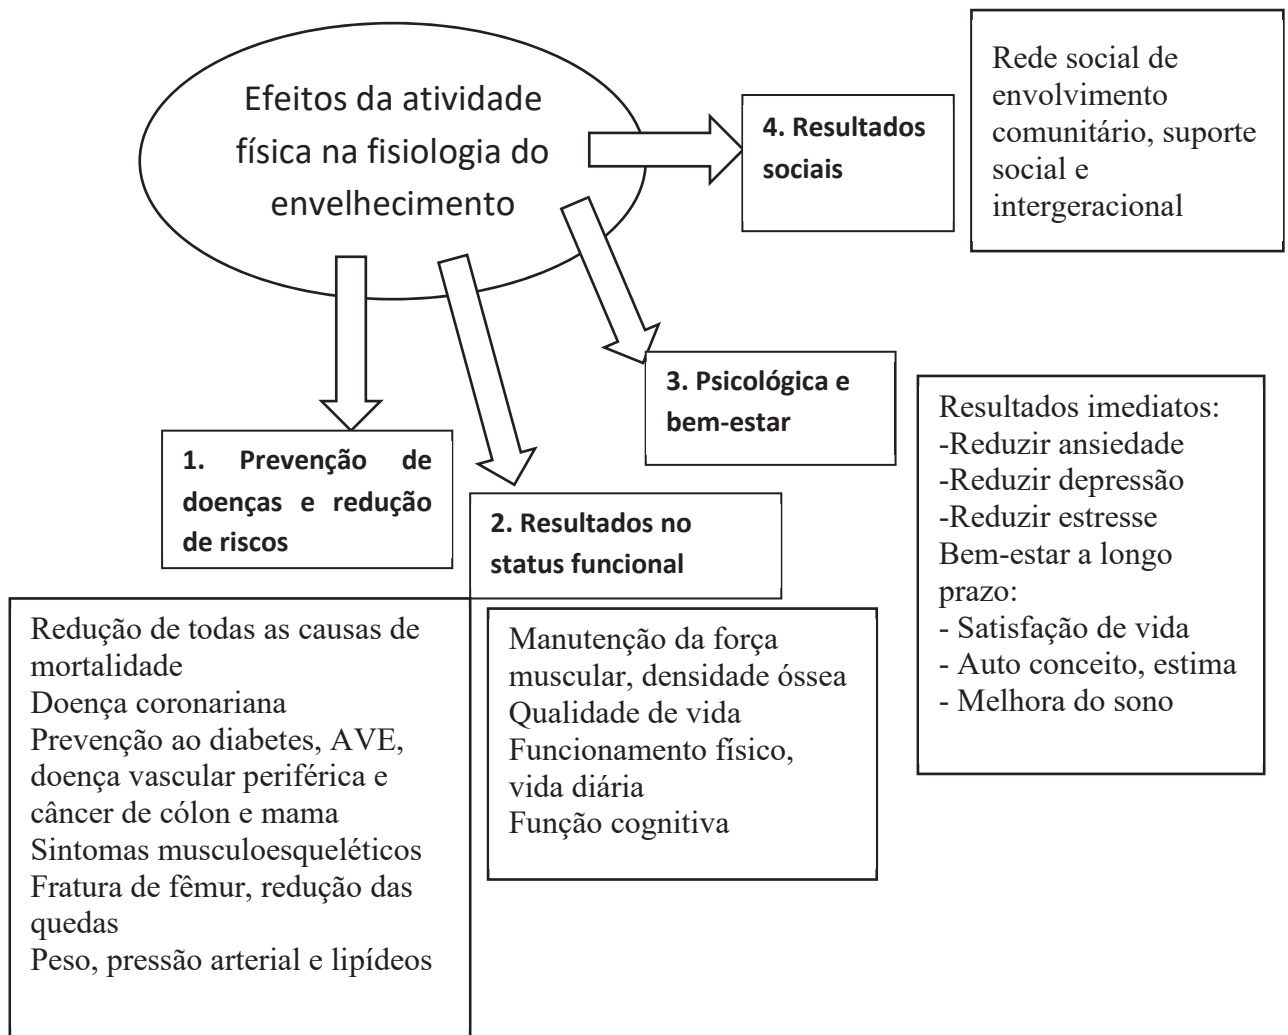 Efeitos da atividade
física na fisiologia do
envelhecimento
4. Resultados
sociais
Rede social de
envolvimento
comunitário, suporte
social e
intergeracional
3. Psicológica e
bem-estar
Resultados imediatos:
-Reduzir ansiedade
-Reduzir depressão
-Reduzir estresse
Bem-estar a longo
prazo:
- Satisfação de vida
- Auto conceito, estima
- Melhora do sono
1. Prevenção de
doenças e redução
de riscos
2. Resultados no
status funcional
Redução de todas as causas de
mortalidade
Doença coronariana
Prevenção ao diabetes, AVE,
doença vascular periférica e
câncer de cólon e mama
Sintomas musculoesqueléticos
Fratura de fêmur, redução das
quedas
Peso, pressão arterial e lipídeos
Manutenção da força
muscular, densidade óssea
Qualidade de vida
Funcionamento físico,
vida diária
Função cognitiva